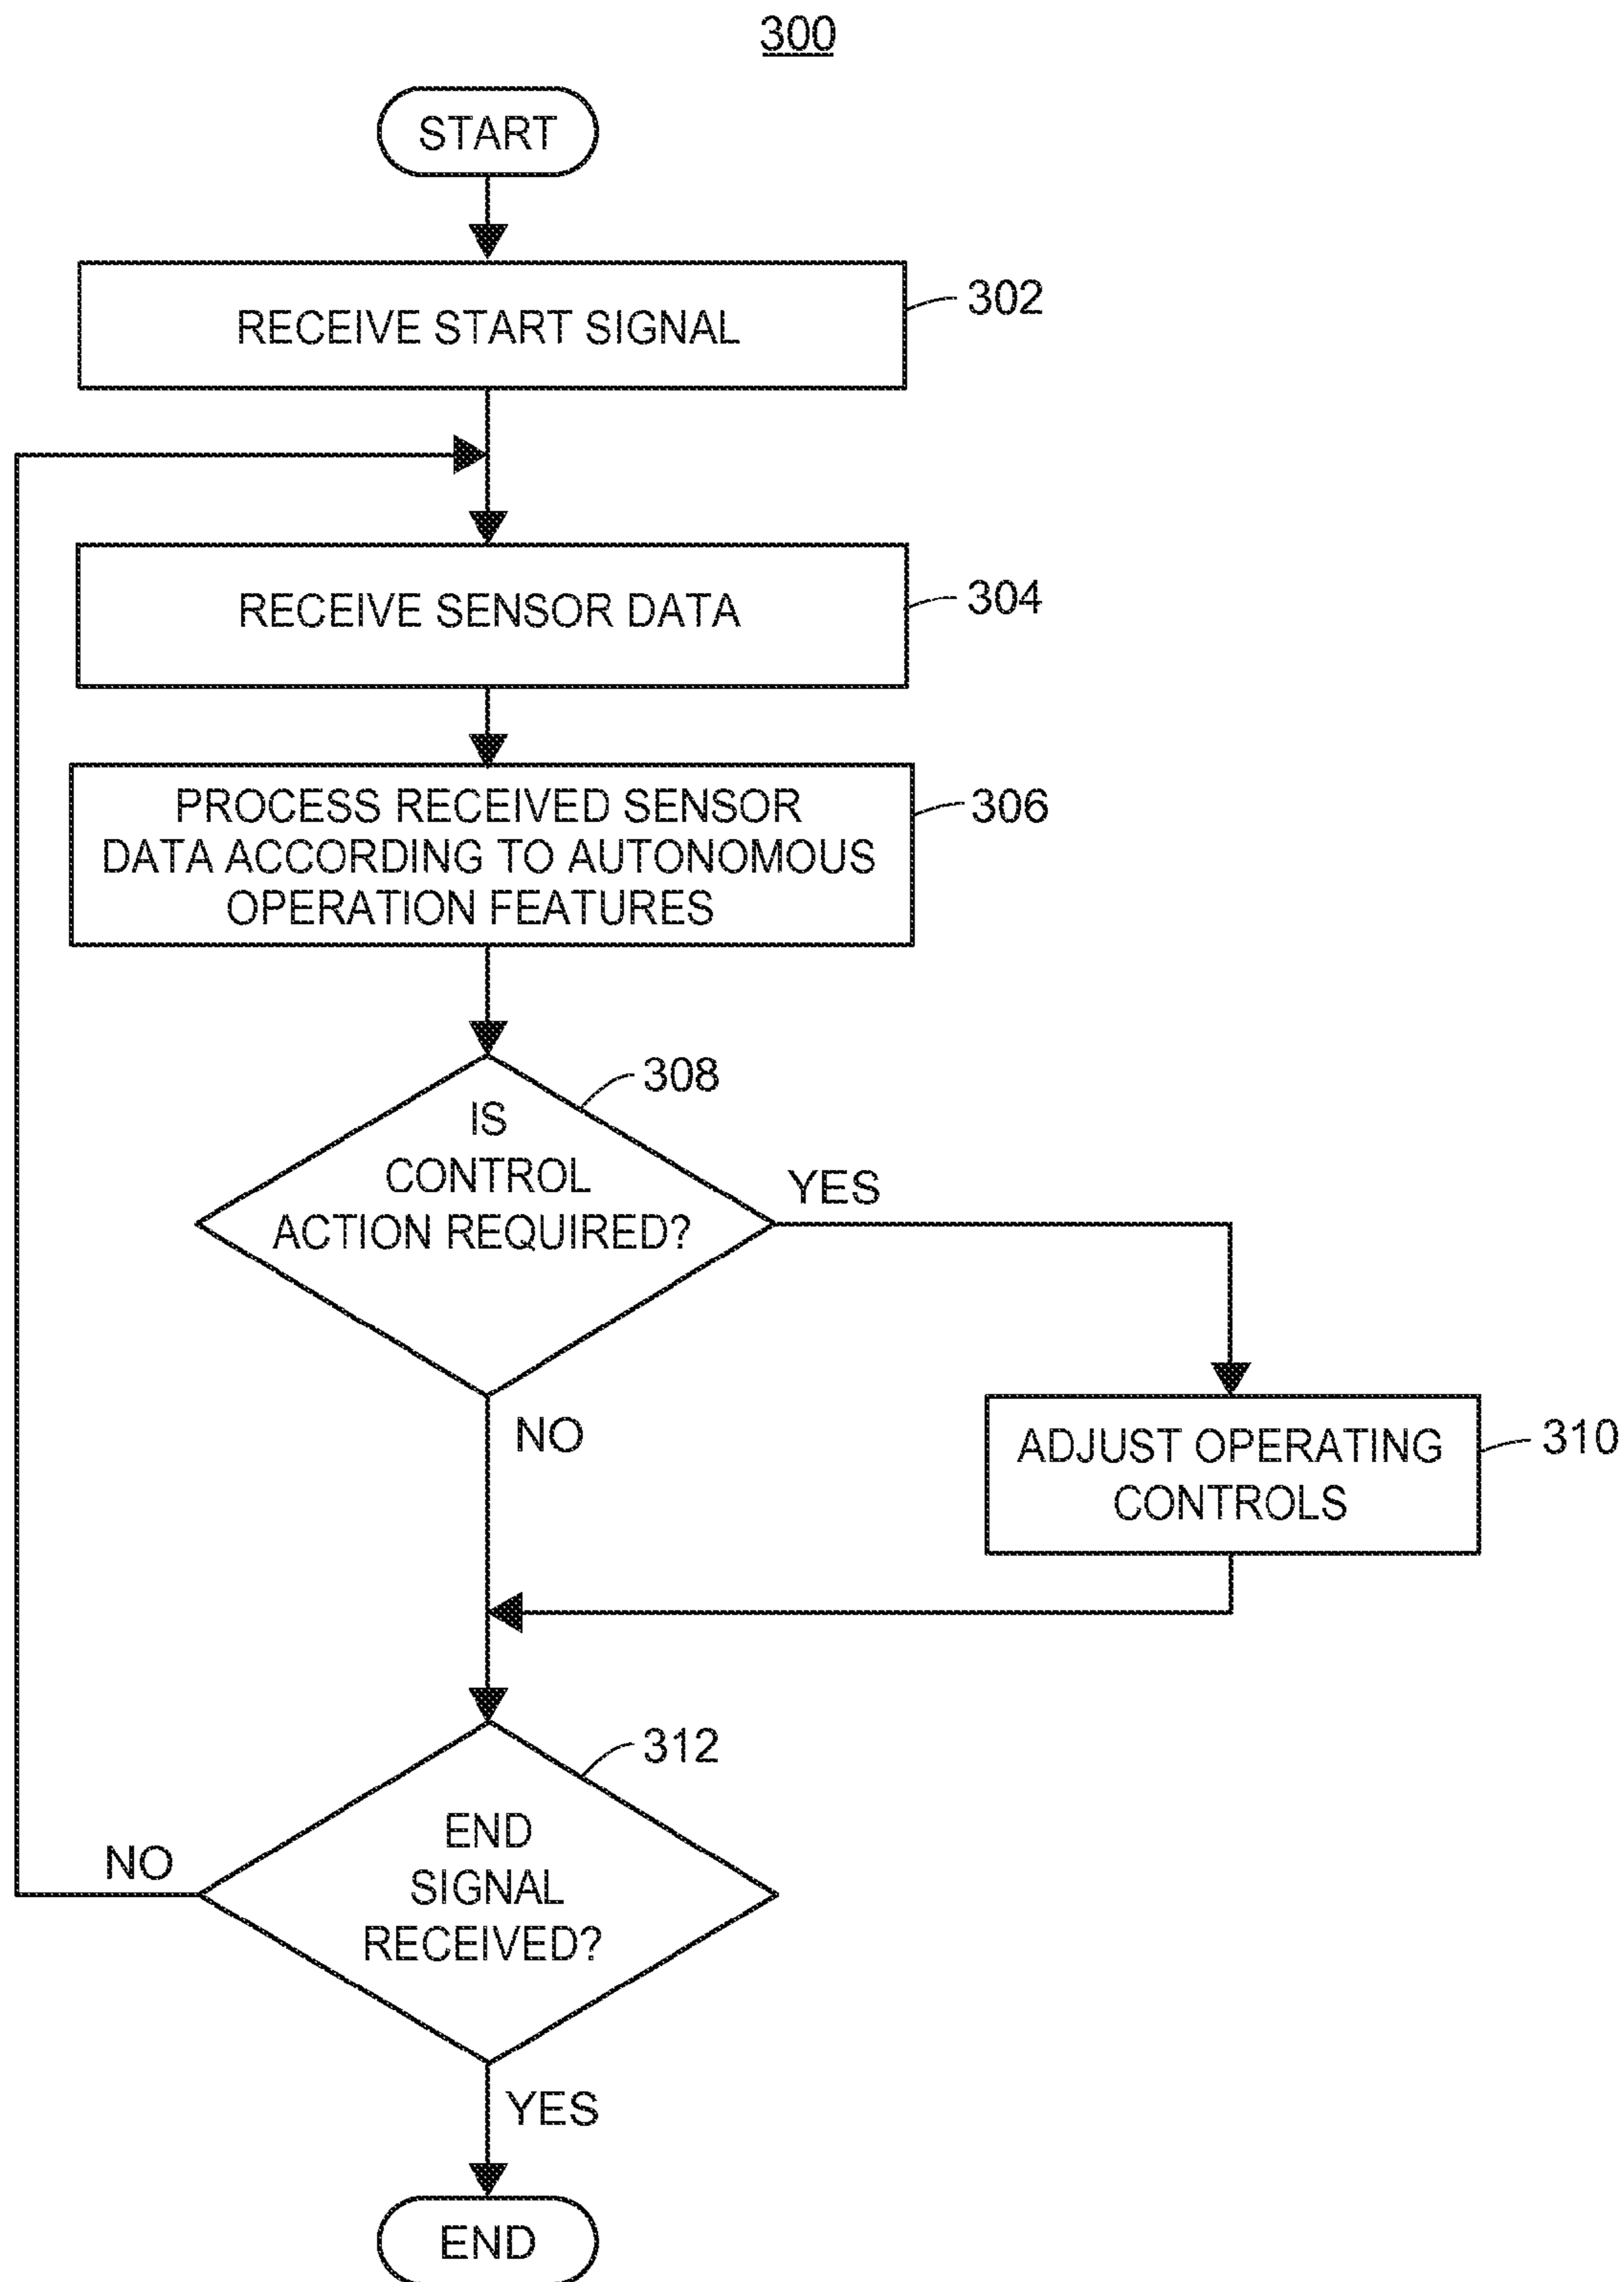 300
START
RECEIVE START SIGNAL
302
RECEIVE SENSOR DATA
304
PROCESS RECEIVED SENSOR
DATA ACCORDING TO AUTONOMOUS
OPERATION FEATURES
306
308
IS
CONTROL
ACTION REQUIRED?
YES
NO
ADJUST OPERATING
CONTROLS
310
312
END
SIGNAL
RECEIVED?
NO
YES
END